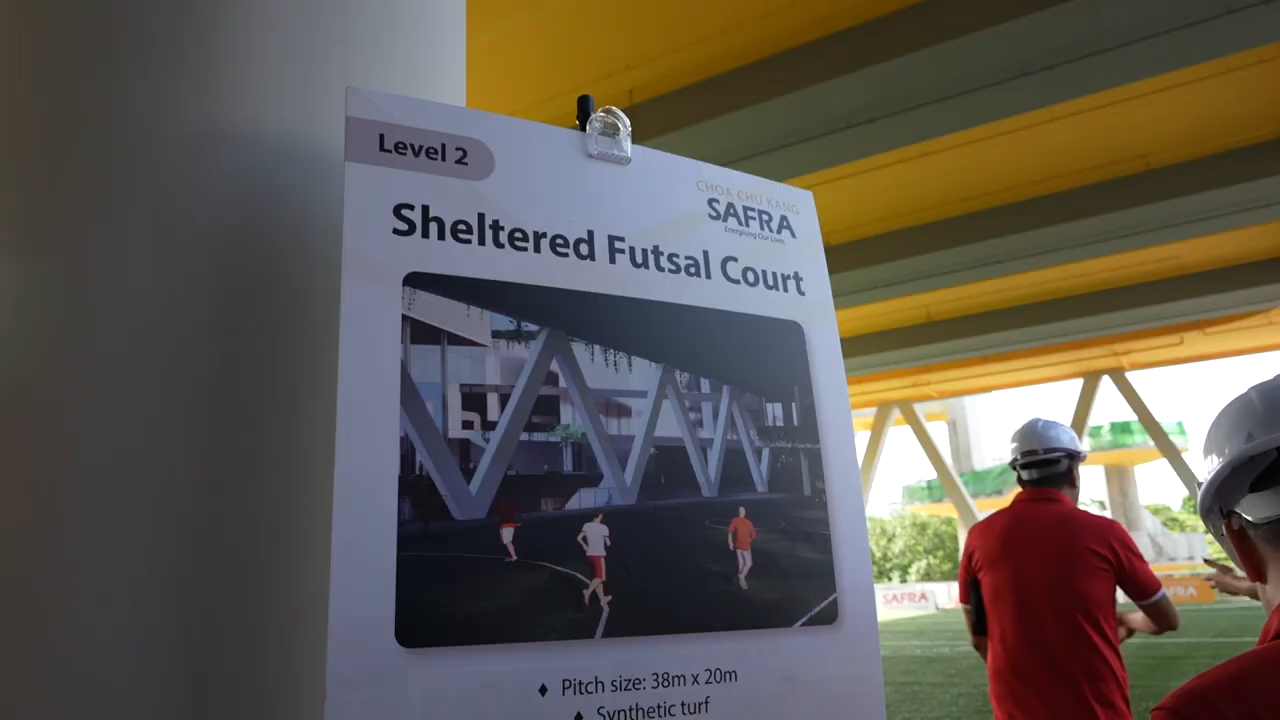 Level 2
CHOA CHU KANG
SAFRA
Energising Our Lives
Sheltered Futsal Court
♦ Pitch size: 38m x 20m
♦ Synthetic turf
SAFRA